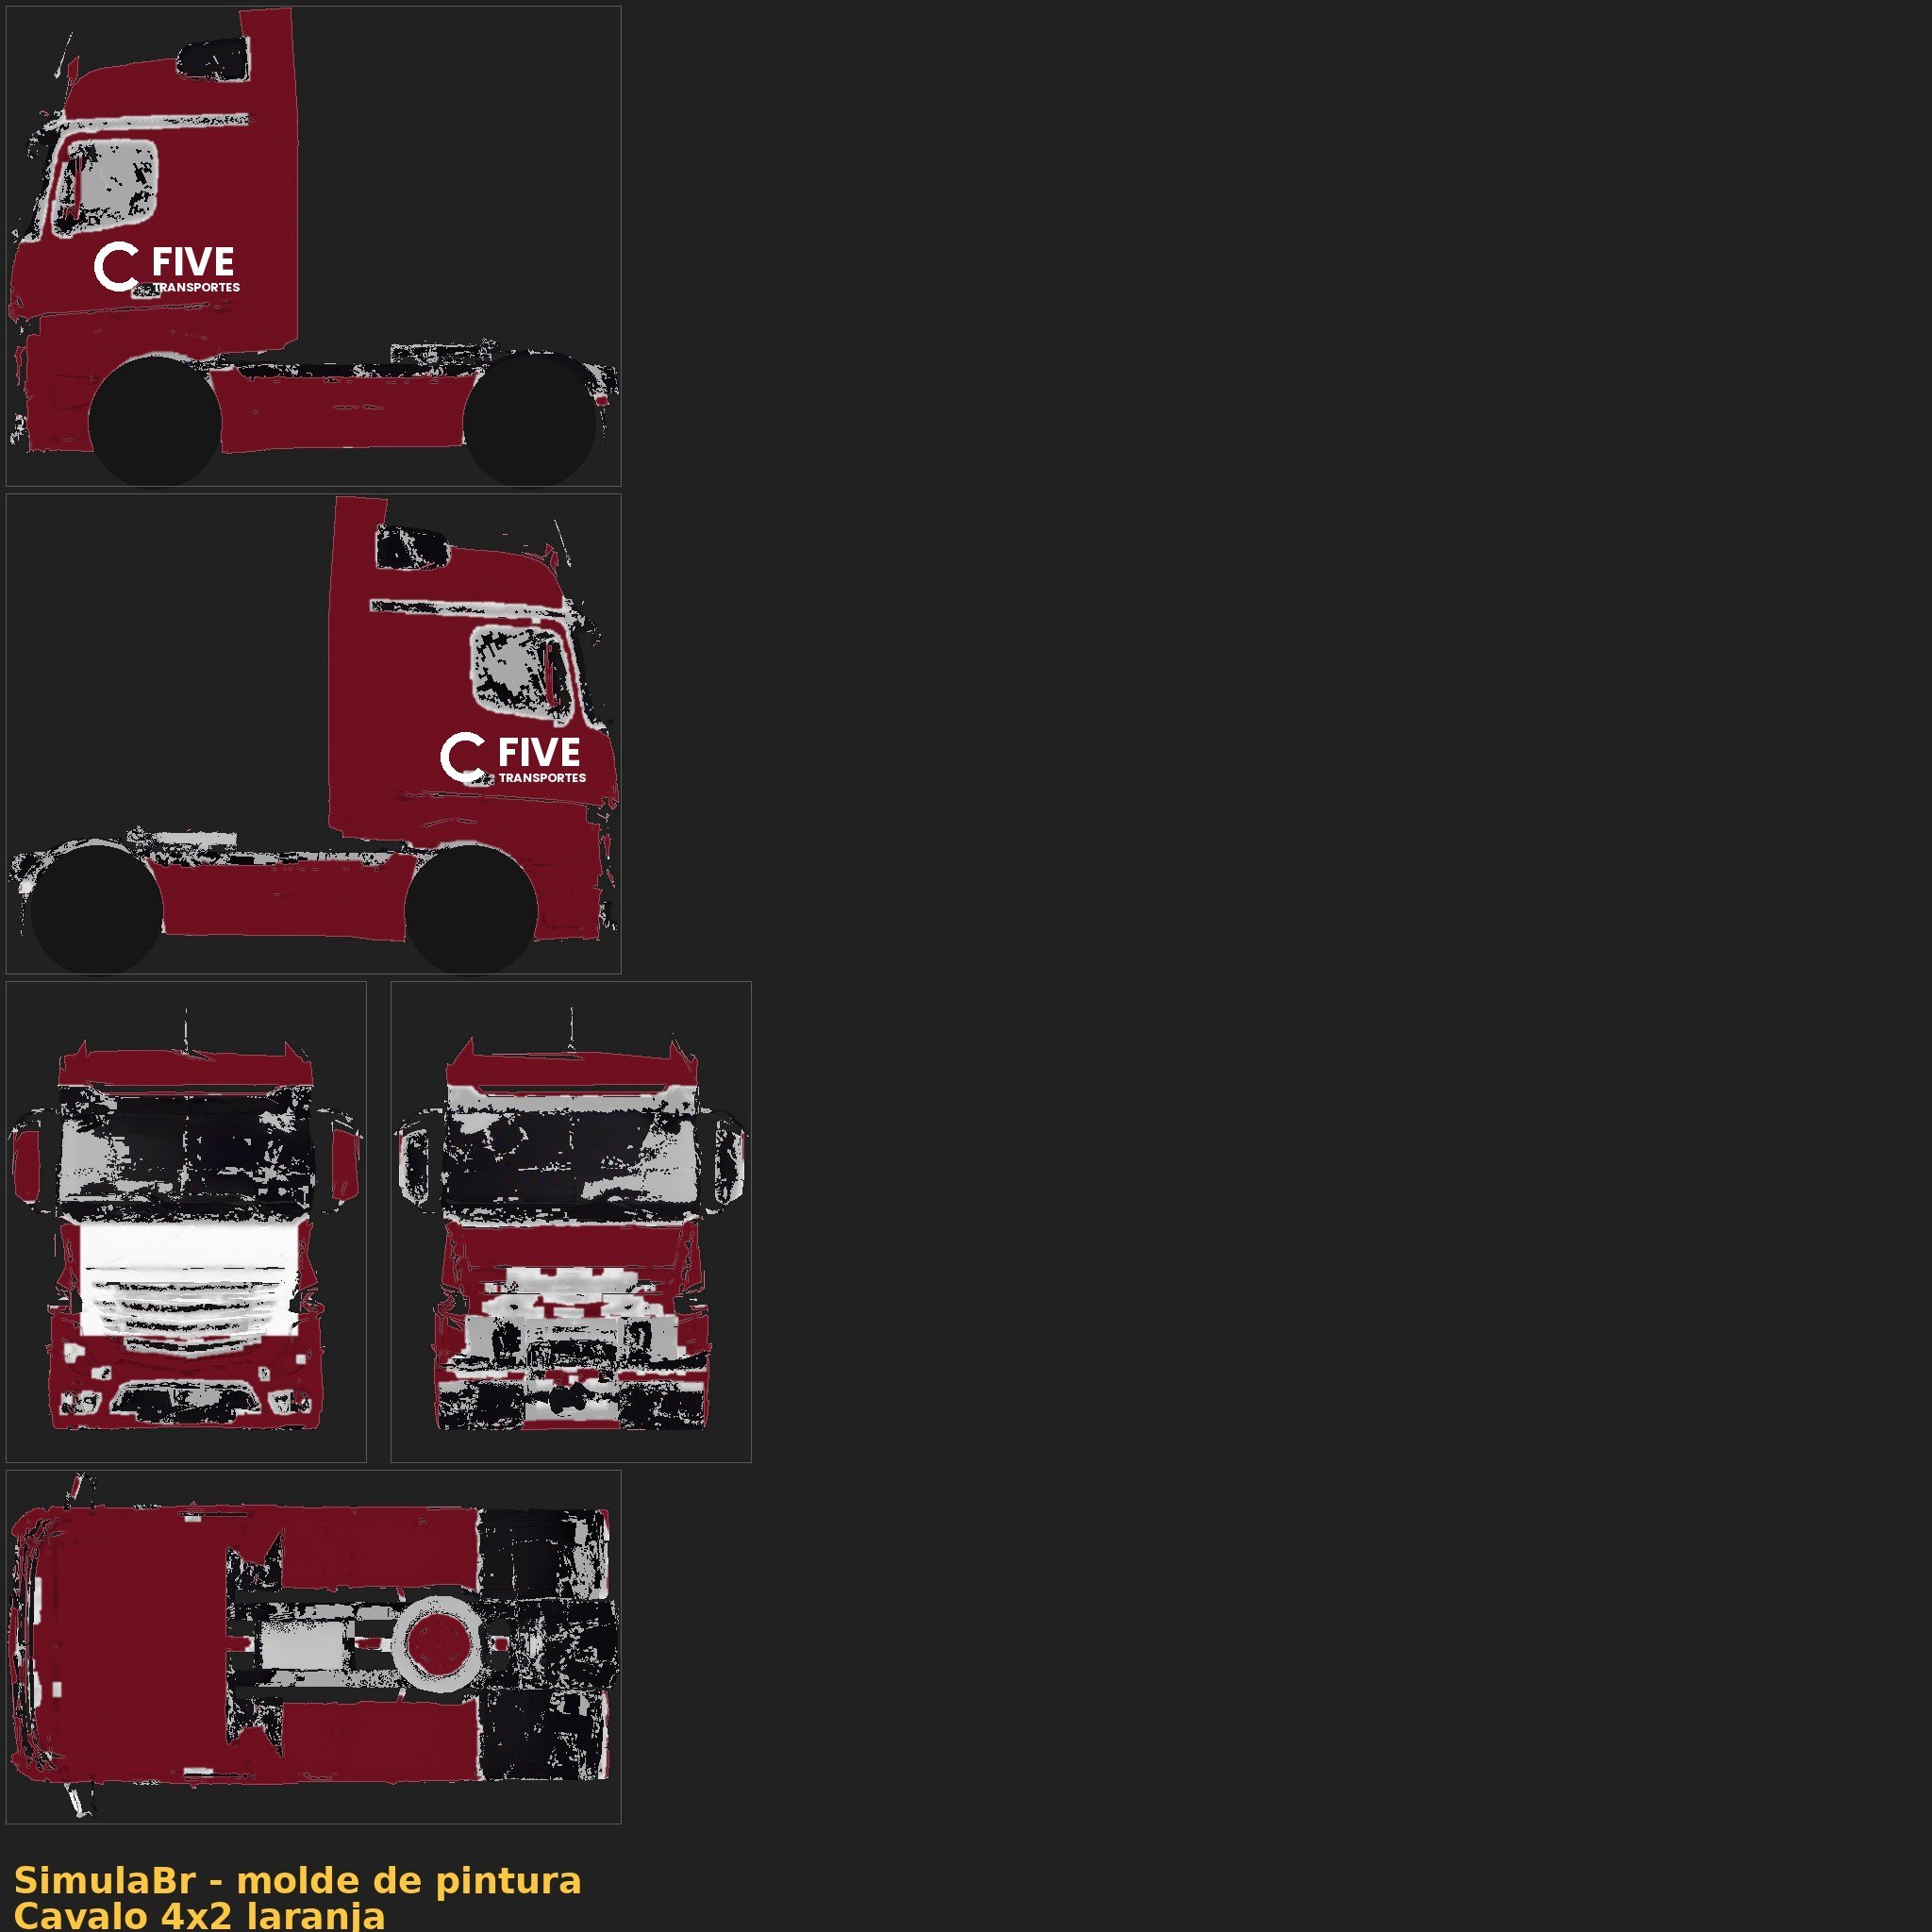 C FIVE
TRANSPORTES
C FIVE
TRANSPORTES
SimulaBr - molde de pintura
Cavalo 4x2 laranja